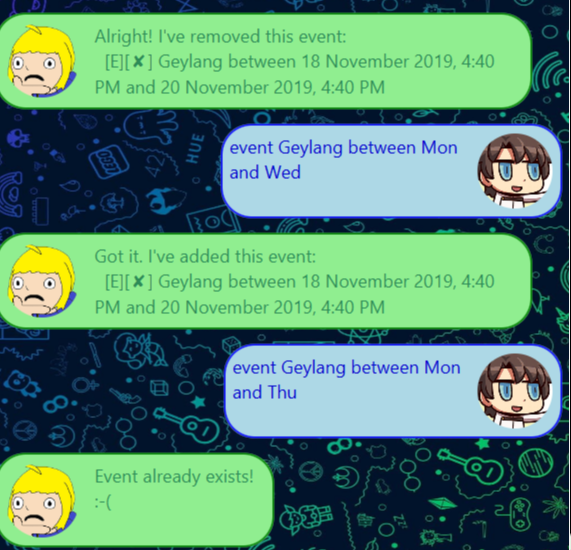 Alright! I've removed this event:
[E][✘] Geylang between 18 November 2019, 4:40
PM and 20 November 2019, 4:40 PM
event Geylang between Mon
and Wed
Got it. I've added this event:
[E][✘] Geylang between 18 November 2019, 4:40
PM and 20 November 2019, 4:40 PM
event Geylang between Mon
and Thu
Event already exists!
:-(
42
HUE